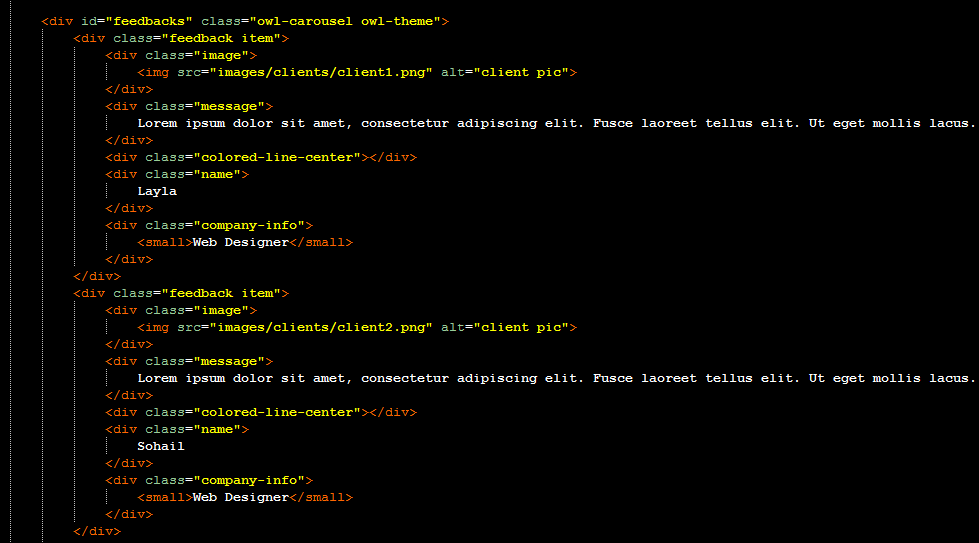 <div id="feedbacks" class="owl-carousel owl-theme">
<div class="feedback item">
<div class="image">
<img src="images/clients/client1.png" alt="client pic">
</div>
<div class="message">
Lorem ipsum dolor sit amet, consectetur adipiscing elit. Fusce laoreet tellus elit. Ut eget mollis lacus.
</div>
<div class="colored-line-center"></div>
<div class="name">
Layla
</div>
<div class="company-info">
<small>Web Designer</small>
</div>
</div>
<div class="feedback item">
<div class="image">
<img src="images/clients/client2.png" alt="client pic">
</div>
<div class="message">
Lorem ipsum dolor sit amet, consectetur adipiscing elit. Fusce laoreet tellus elit. Ut eget mollis lacus.
</div>
<div class="colored-line-center"></div>
<div class="name">
Sohail
</div>
<div class="company-info">
<small>Web Designer</small>
</div>
</div>